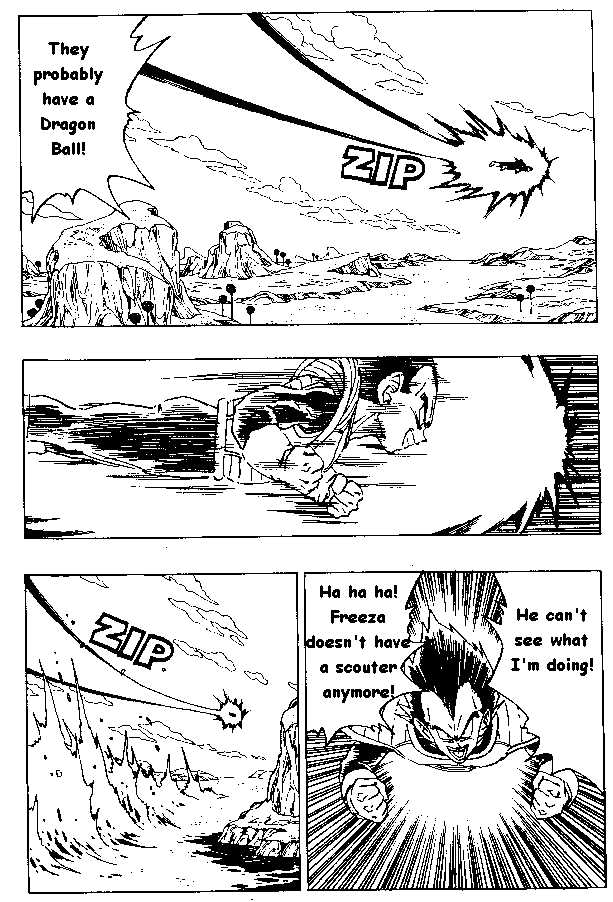 They
probably
have a
Dragon
Ball!
ZIP
ZIP
Ha ha ha!
Freeza
doesn't have
a scouter
anymore!
He can't
see what
I'm doing!